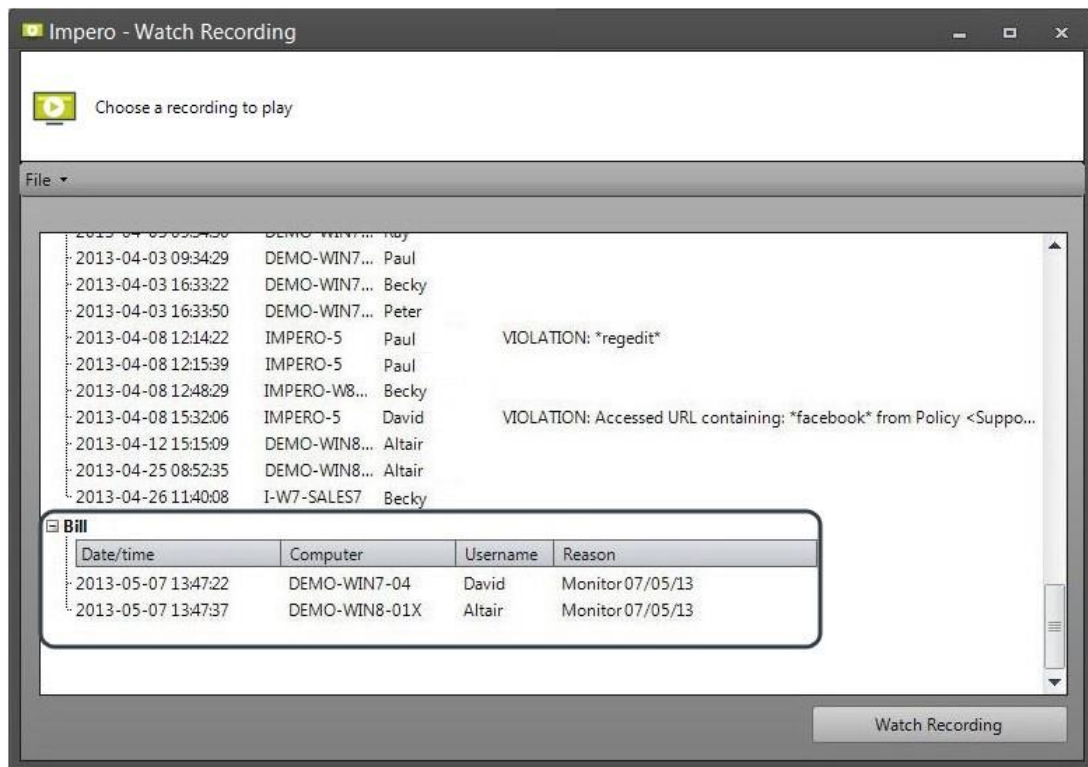 Impero - Watch Recording
Choose a recording to play
File
2013-04-03 09:34:29 DEMO-WIN7... Paul
2013-04-03 16:33:22 DEMO-WIN7... Becky
2013-04-03 16:33:50 DEMO-WIN7... Peter
2013-04-08 12:14:22 IMPERO-5 Paul VIOLATION: *regedit*
2013-04-08 12:15:39 IMPERO-5 Paul
2013-04-08 12:48:29 IMPERO-W8... Becky
2013-04-08 15:32:06 IMPERO-5 David VIOLATION: Accessed URL containing: *facebook* from Policy <Suppo...
2013-04-12 15:15:09 DEMO-WIN8... Altair
2013-04-25 08:52:35 DEMO-WIN8... Altair
2013-04-26 11:40:08 I-W7-SALES7 Becky
Bill
Date/time Computer Username Reason
2013-05-07 13:47:22 DEMO-WIN7-04 David Monitor 07/05/13
2013-05-07 13:47:37 DEMO-WIN8-01X Altair Monitor 07/05/13
Watch Recording